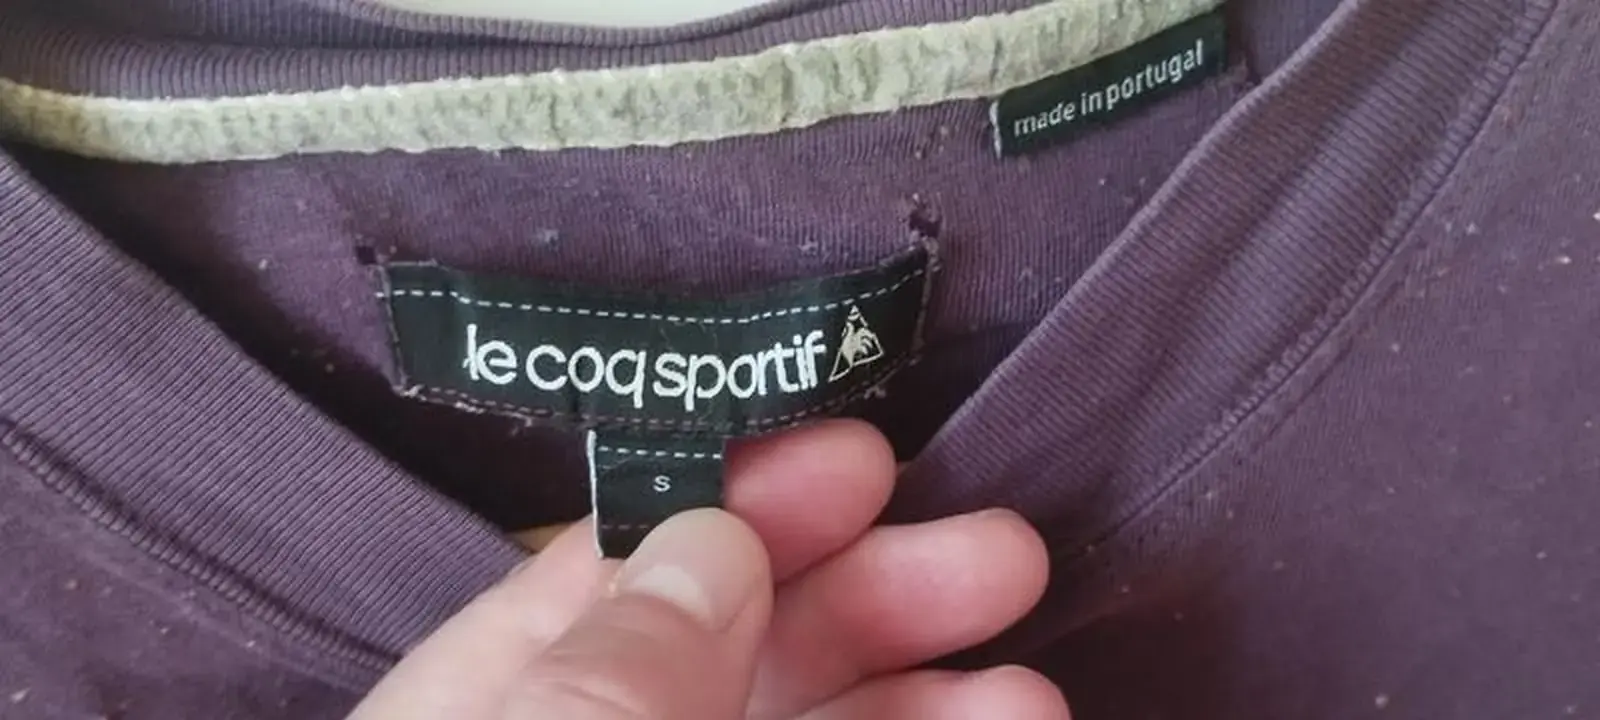 made in portugal
le coq sportif
S